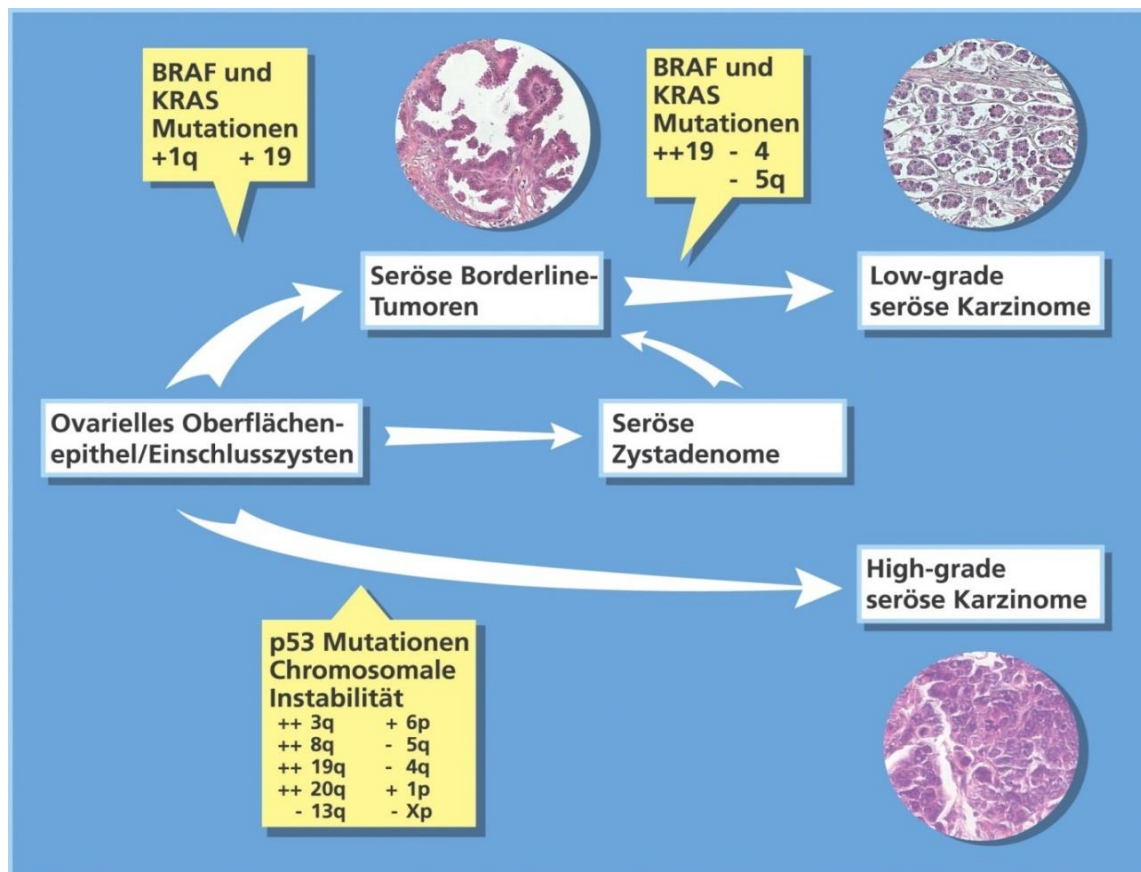 BRAF und
KRAS
Mutationen
+1q + 19
BRAF und
KRAS
Mutationen
++19 - 4
- 5q
Seröse Borderline-
Tumoren
Low-grade
seröse Karzinome
Ovarielles Oberflächen-
epithel/Einschlusszysten
Seröse
Zystadenome
High-grade
seröse Karzinome
p53 Mutationen
Chromosomale
Instabilität
++ 3q + 6p
++ 8q - 5q
++ 19q - 4q
++ 20q + 1p
- 13q - Xp